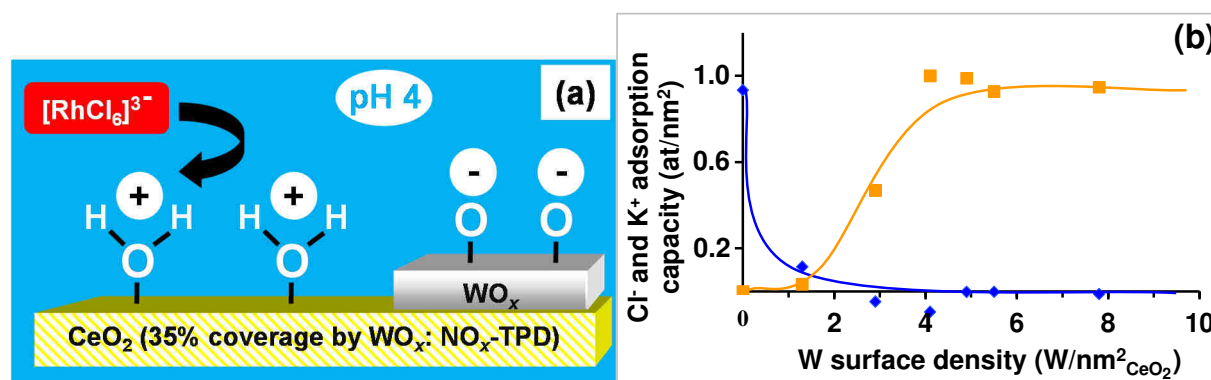 [RhCl₆]³⁻
pH 4
(a)
+
+
-
-
H
H
H
H
O
O
O
O
WOₓ
CeO₂ (35% coverage by WOₓ: NOₓ-TPD)
(b)
Cl⁻ and K⁺ adsorption
capacity (at/nm²)
1.0
0.6
0.2
0
2
4
6
8
10
W surface density (W/nm²CeO₂)